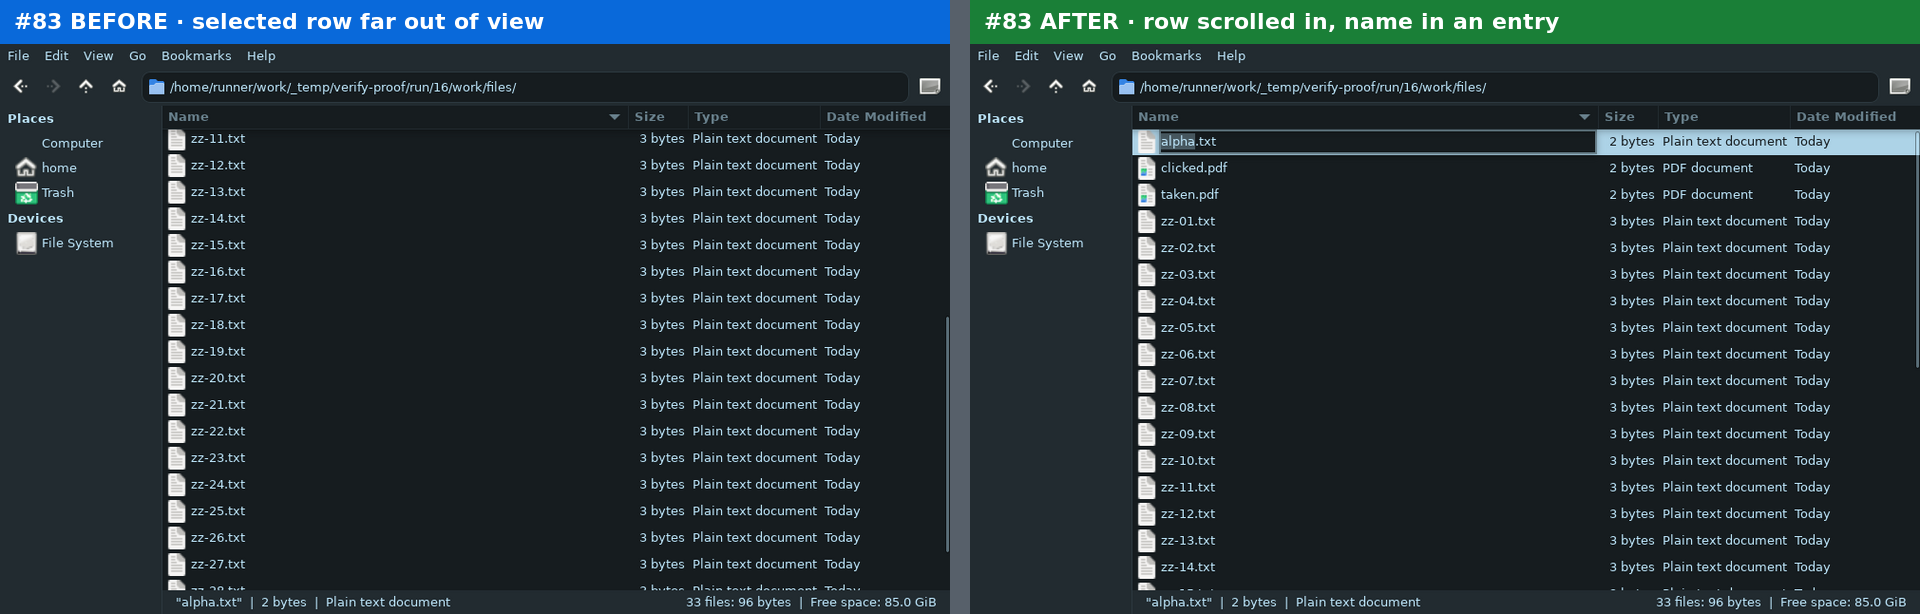 #83 BEFORE · selected row far out of view
File Edit View Go Bookmarks Help
/home/runner/work/_temp/verify-proof/run/16/work/files/
Places
Computer
home
Trash
Devices
File System
Name Size Type Date Modified
zz-11.txt 3 bytes Plain text document Today
zz-12.txt 3 bytes Plain text document Today
zz-13.txt 3 bytes Plain text document Today
zz-14.txt 3 bytes Plain text document Today
zz-15.txt 3 bytes Plain text document Today
zz-16.txt 3 bytes Plain text document Today
zz-17.txt 3 bytes Plain text document Today
zz-18.txt 3 bytes Plain text document Today
zz-19.txt 3 bytes Plain text document Today
zz-20.txt 3 bytes Plain text document Today
zz-21.txt 3 bytes Plain text document Today
zz-22.txt 3 bytes Plain text document Today
zz-23.txt 3 bytes Plain text document Today
zz-24.txt 3 bytes Plain text document Today
zz-25.txt 3 bytes Plain text document Today
zz-26.txt 3 bytes Plain text document Today
zz-27.txt 3 bytes Plain text document Today
"alpha.txt" | 2 bytes | Plain text document 33 files: 96 bytes | Free space: 85.0 GiB
#83 AFTER · row scrolled in, name in an entry
File Edit View Go Bookmarks Help
/home/runner/work/_temp/verify-proof/run/16/work/files/
Places
Computer
home
Trash
Devices
File System
Name Size Type Date Modified
alpha.txt 2 bytes Plain text document Today
clicked.pdf 2 bytes PDF document Today
taken.pdf 2 bytes PDF document Today
zz-01.txt 3 bytes Plain text document Today
zz-02.txt 3 bytes Plain text document Today
zz-03.txt 3 bytes Plain text document Today
zz-04.txt 3 bytes Plain text document Today
zz-05.txt 3 bytes Plain text document Today
zz-06.txt 3 bytes Plain text document Today
zz-07.txt 3 bytes Plain text document Today
zz-08.txt 3 bytes Plain text document Today
zz-09.txt 3 bytes Plain text document Today
zz-10.txt 3 bytes Plain text document Today
zz-11.txt 3 bytes Plain text document Today
zz-12.txt 3 bytes Plain text document Today
zz-13.txt 3 bytes Plain text document Today
zz-14.txt 3 bytes Plain text document Today
"alpha.txt" | 2 bytes | Plain text document 33 files: 96 bytes | Free space: 85.0 GiB